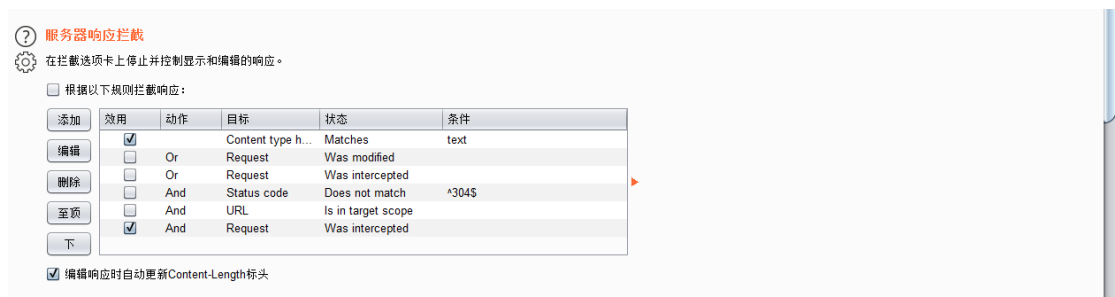 服务器响应拦截
在拦截选项卡上停止并控制显示和编辑的响应。
根据以下规则拦截响应：
添加
编辑
删除
至顶
下
效用 动作 目标 状态 条件
Content type h... Matches text
Or Request Was modified
Or Request Was intercepted
And Status code Does not match ^304$
And URL Is in target scope
And Request Was intercepted
编辑响应时自动更新Content-Length标头